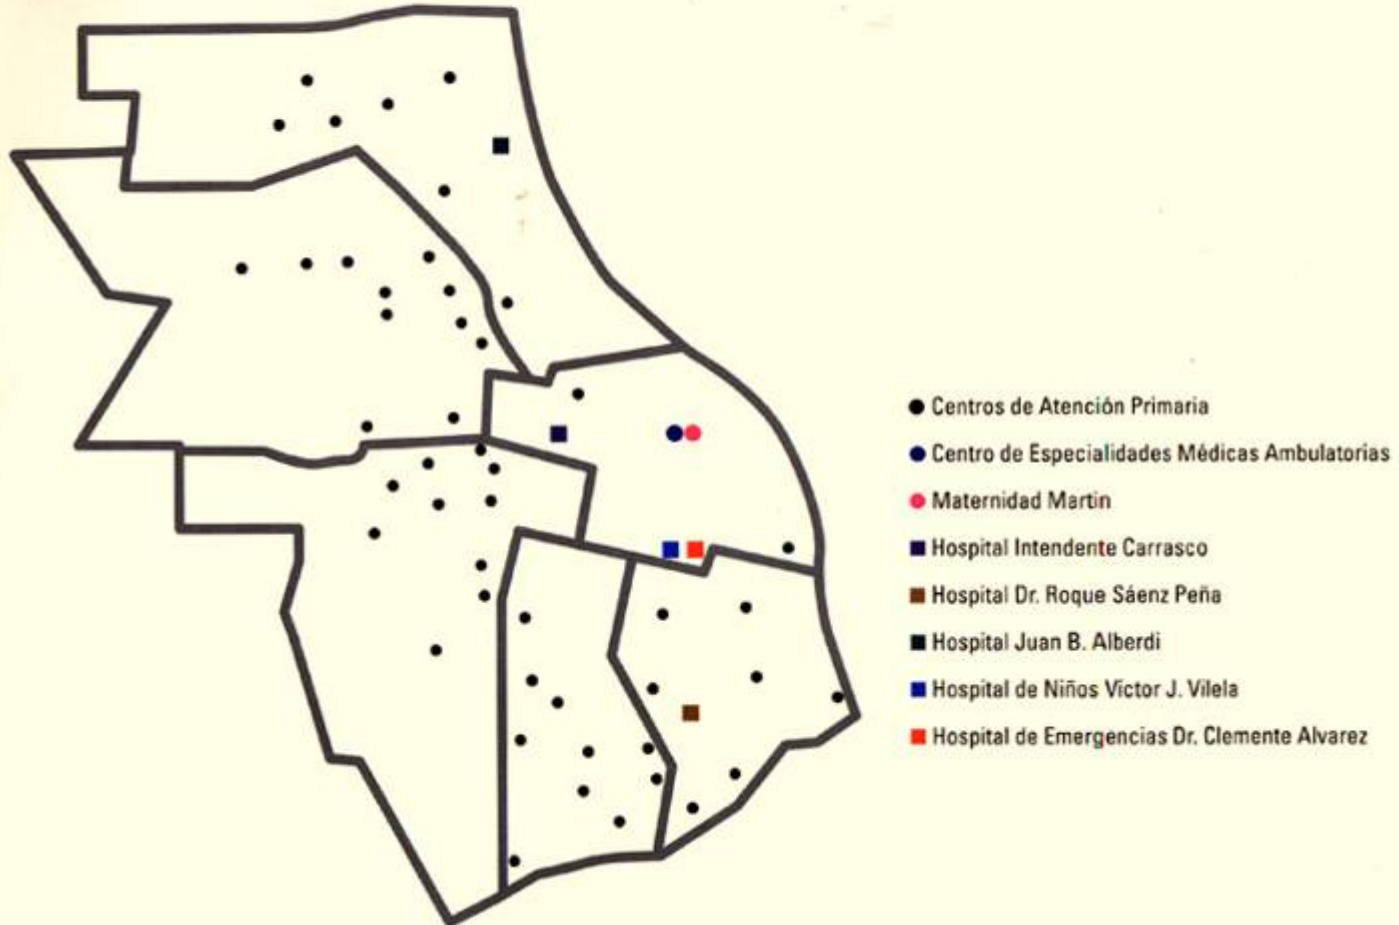 Centros de Atención Primaria
Centro de Especialidades Médicas Ambulatorias
Maternidad Martin
Hospital Intendente Carrasco
Hospital Dr. Roque Sáenz Peña
Hospital Juan B. Alberdi
Hospital de Niños Victor J. Vilela
Hospital de Emergencias Dr. Clemente Alvarez